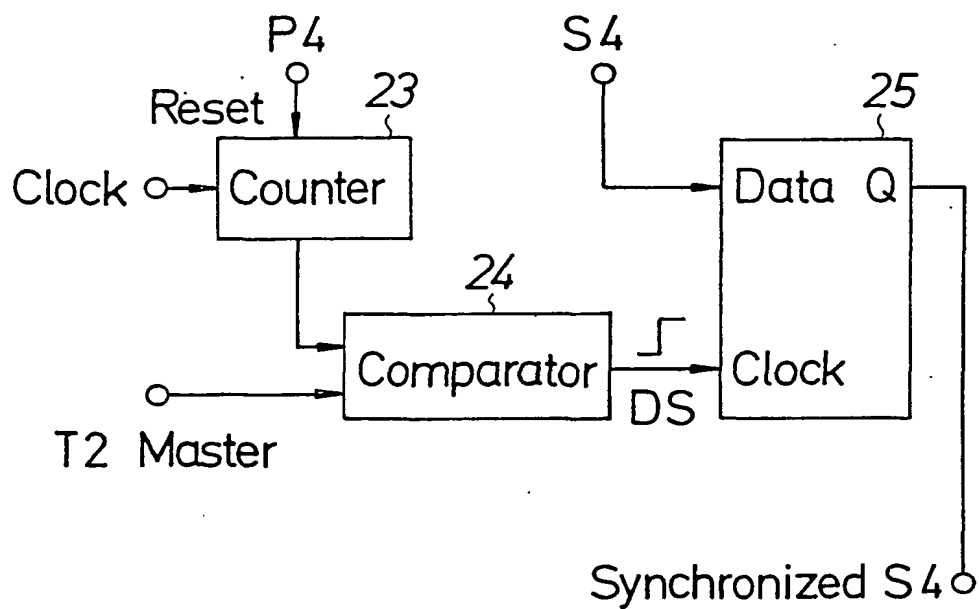 P4
S4
Reset
23
25
Clock
Counter
Data Q
24
Comparator
Clock
DS
T2 Master
Synchronized S4